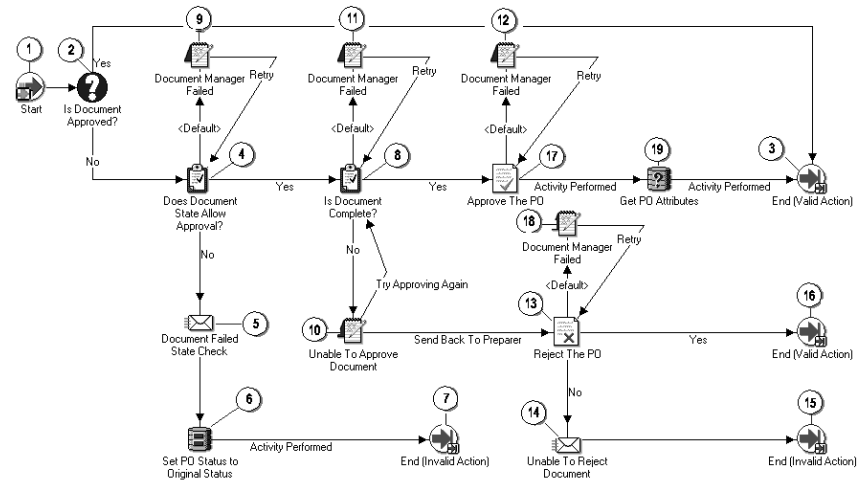 9
11
12
1
2
Yes
Document Manager
Failed
Retry
Document Manager
Failed
Retry
Document Manager
Failed
Retry
Start
Is Document
Approved?
<Default>
<Default>
<Default>
No
4
8
17
19
3
Does Document
State Allow
Approval?
Yes
Is Document
Complete?
Yes
Approve The PO
Activity Performed
Get PO Attributes
Activity Performed
End (Valid Action)
18
Document Manager
Failed
Retry
No
No
Try Approving Again
<Default>
5
Document Failed
State Check
10
Unable To Approve
Document
Send Back To Preparer
13
Reject The PO
Yes
16
End (Valid Action)
No
6
Set PO Status to
Original Status
Activity Performed
7
End (Invalid Action)
14
Unable To Reject
Document
15
End (Invalid Action)